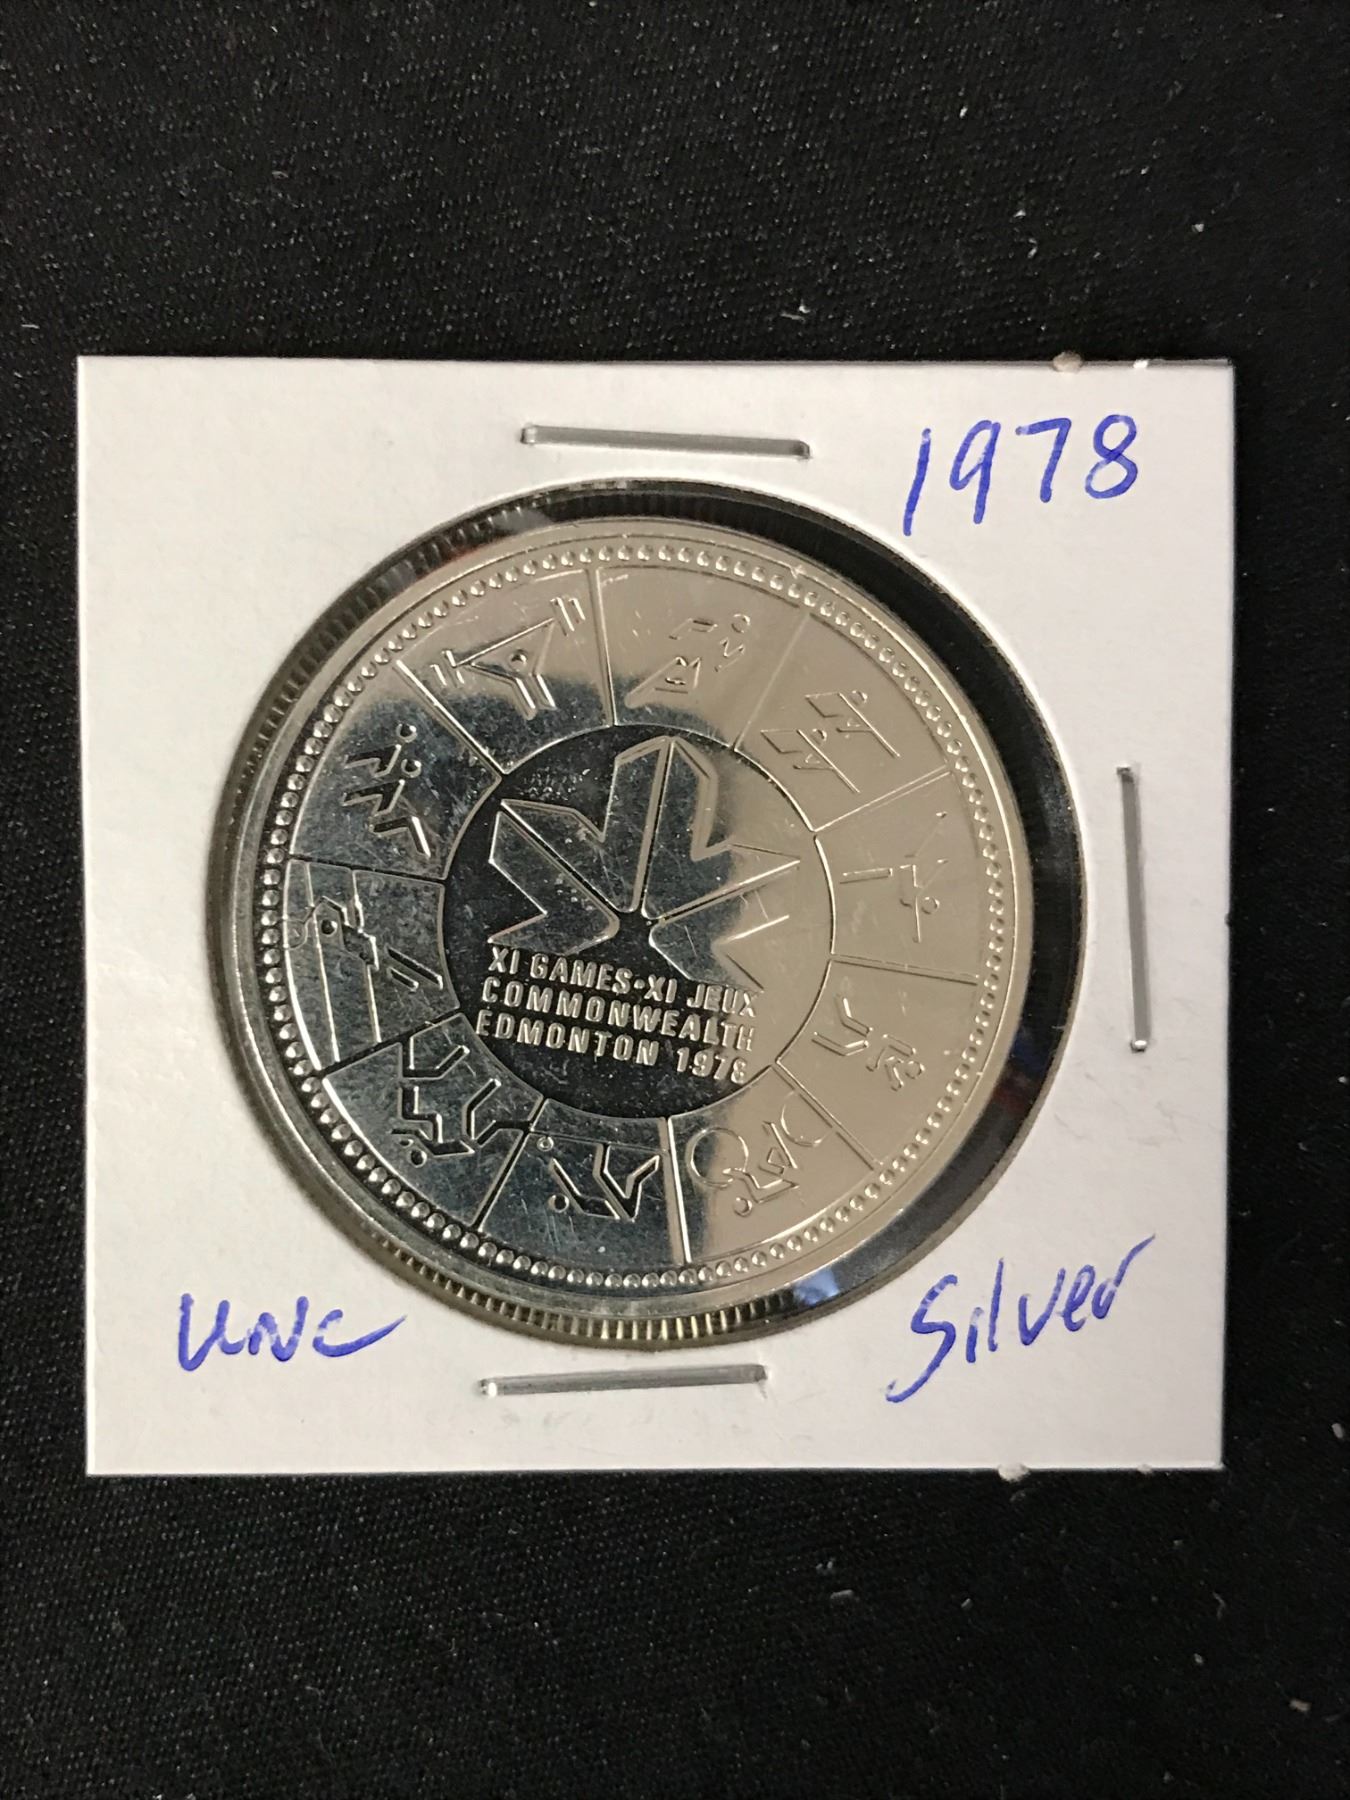 1978
XI GAMES·XI JEUX
COMMONWEALTH
EDMONTON 1978
UNC
Silver